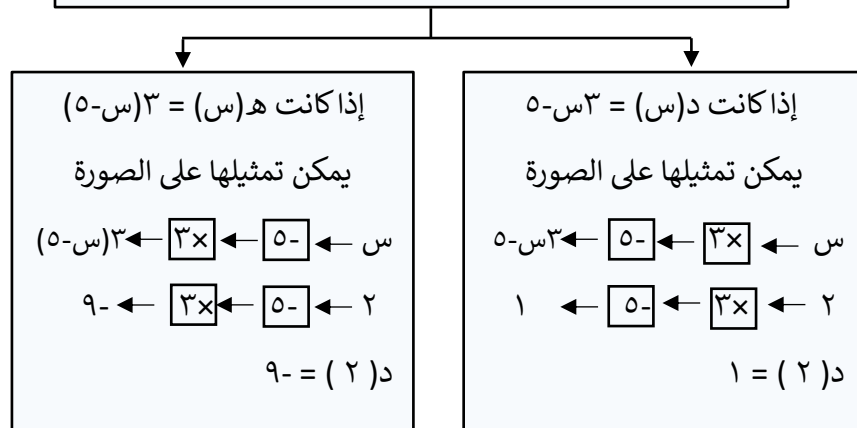 إذا كانت د(س) = ٣س-٥
يمكن تمثيلها على الصورة
س ← ×٣ ← -٥ ← ٣س-٥
٢ ← ×٣ ← -٥ ← ١
د( ٢ ) = ١
إذا كانت هـ(س) = ٣(س-٥)
يمكن تمثيلها على الصورة
س ← -٥ ← ×٣ ← ٣(س-٥)
٢ ← -٥ ← ×٣ ← -٩
د( ٢ ) = -٩